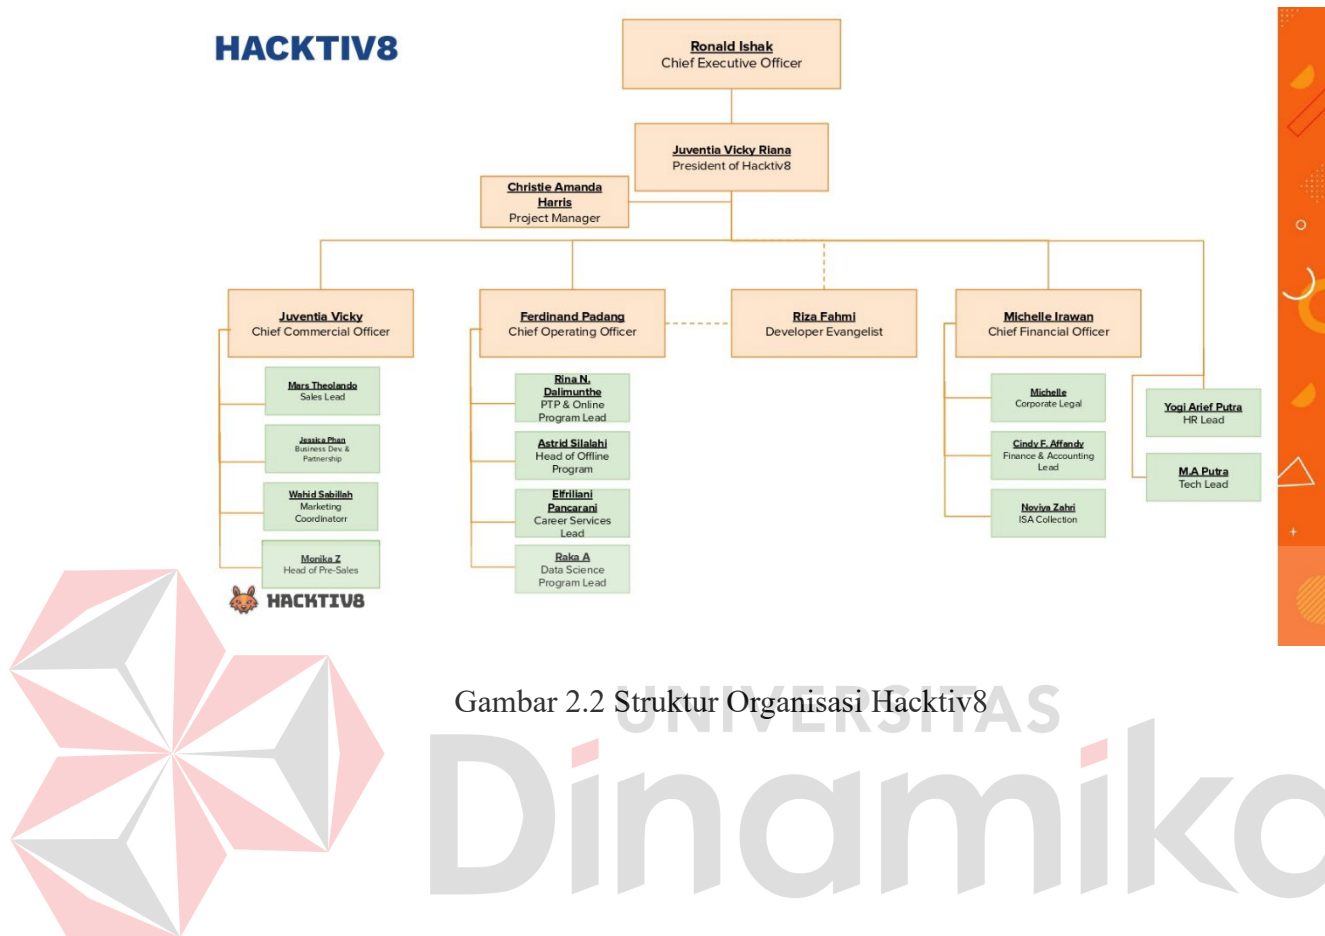 HACKTIV8
Ronald Ishak
Chief Executive Officer
Juventia Vicky Riana
President of Hacktiv8
Christie Amanda
Harris
Project Manager
Juventia Vicky
Chief Commercial Officer
Ferdinand Padang
Chief Operating Officer
Riza Fahmi
Developer Evangelist
Michelle Irawan
Chief Financial Officer
Mars Theolando
Sales Lead
Jessica Phan
Business Dev. &
Partnership
Wahid Sabillah
Marketing
Coordinatorr
Monika Z
Head of Pre-Sales
Rina N.
Dalimunthe
PTP & Online
Program Lead
Astrid Silalahi
Head of Offline
Program
Elfriliani
Pancarani
Career Services
Lead
Raka A
Data Science
Program Lead
Michelle
Corporate Legal
Cindy F. Affandy
Finance & Accounting
Lead
Noviya Zahri
ISA Collection
Yogi Arief Putra
HR Lead
M.A Putra
Tech Lead
HACKTIV8
Gambar 2.2 Struktur Organisasi Hacktiv8
UNIVERSITAS
Dinamika